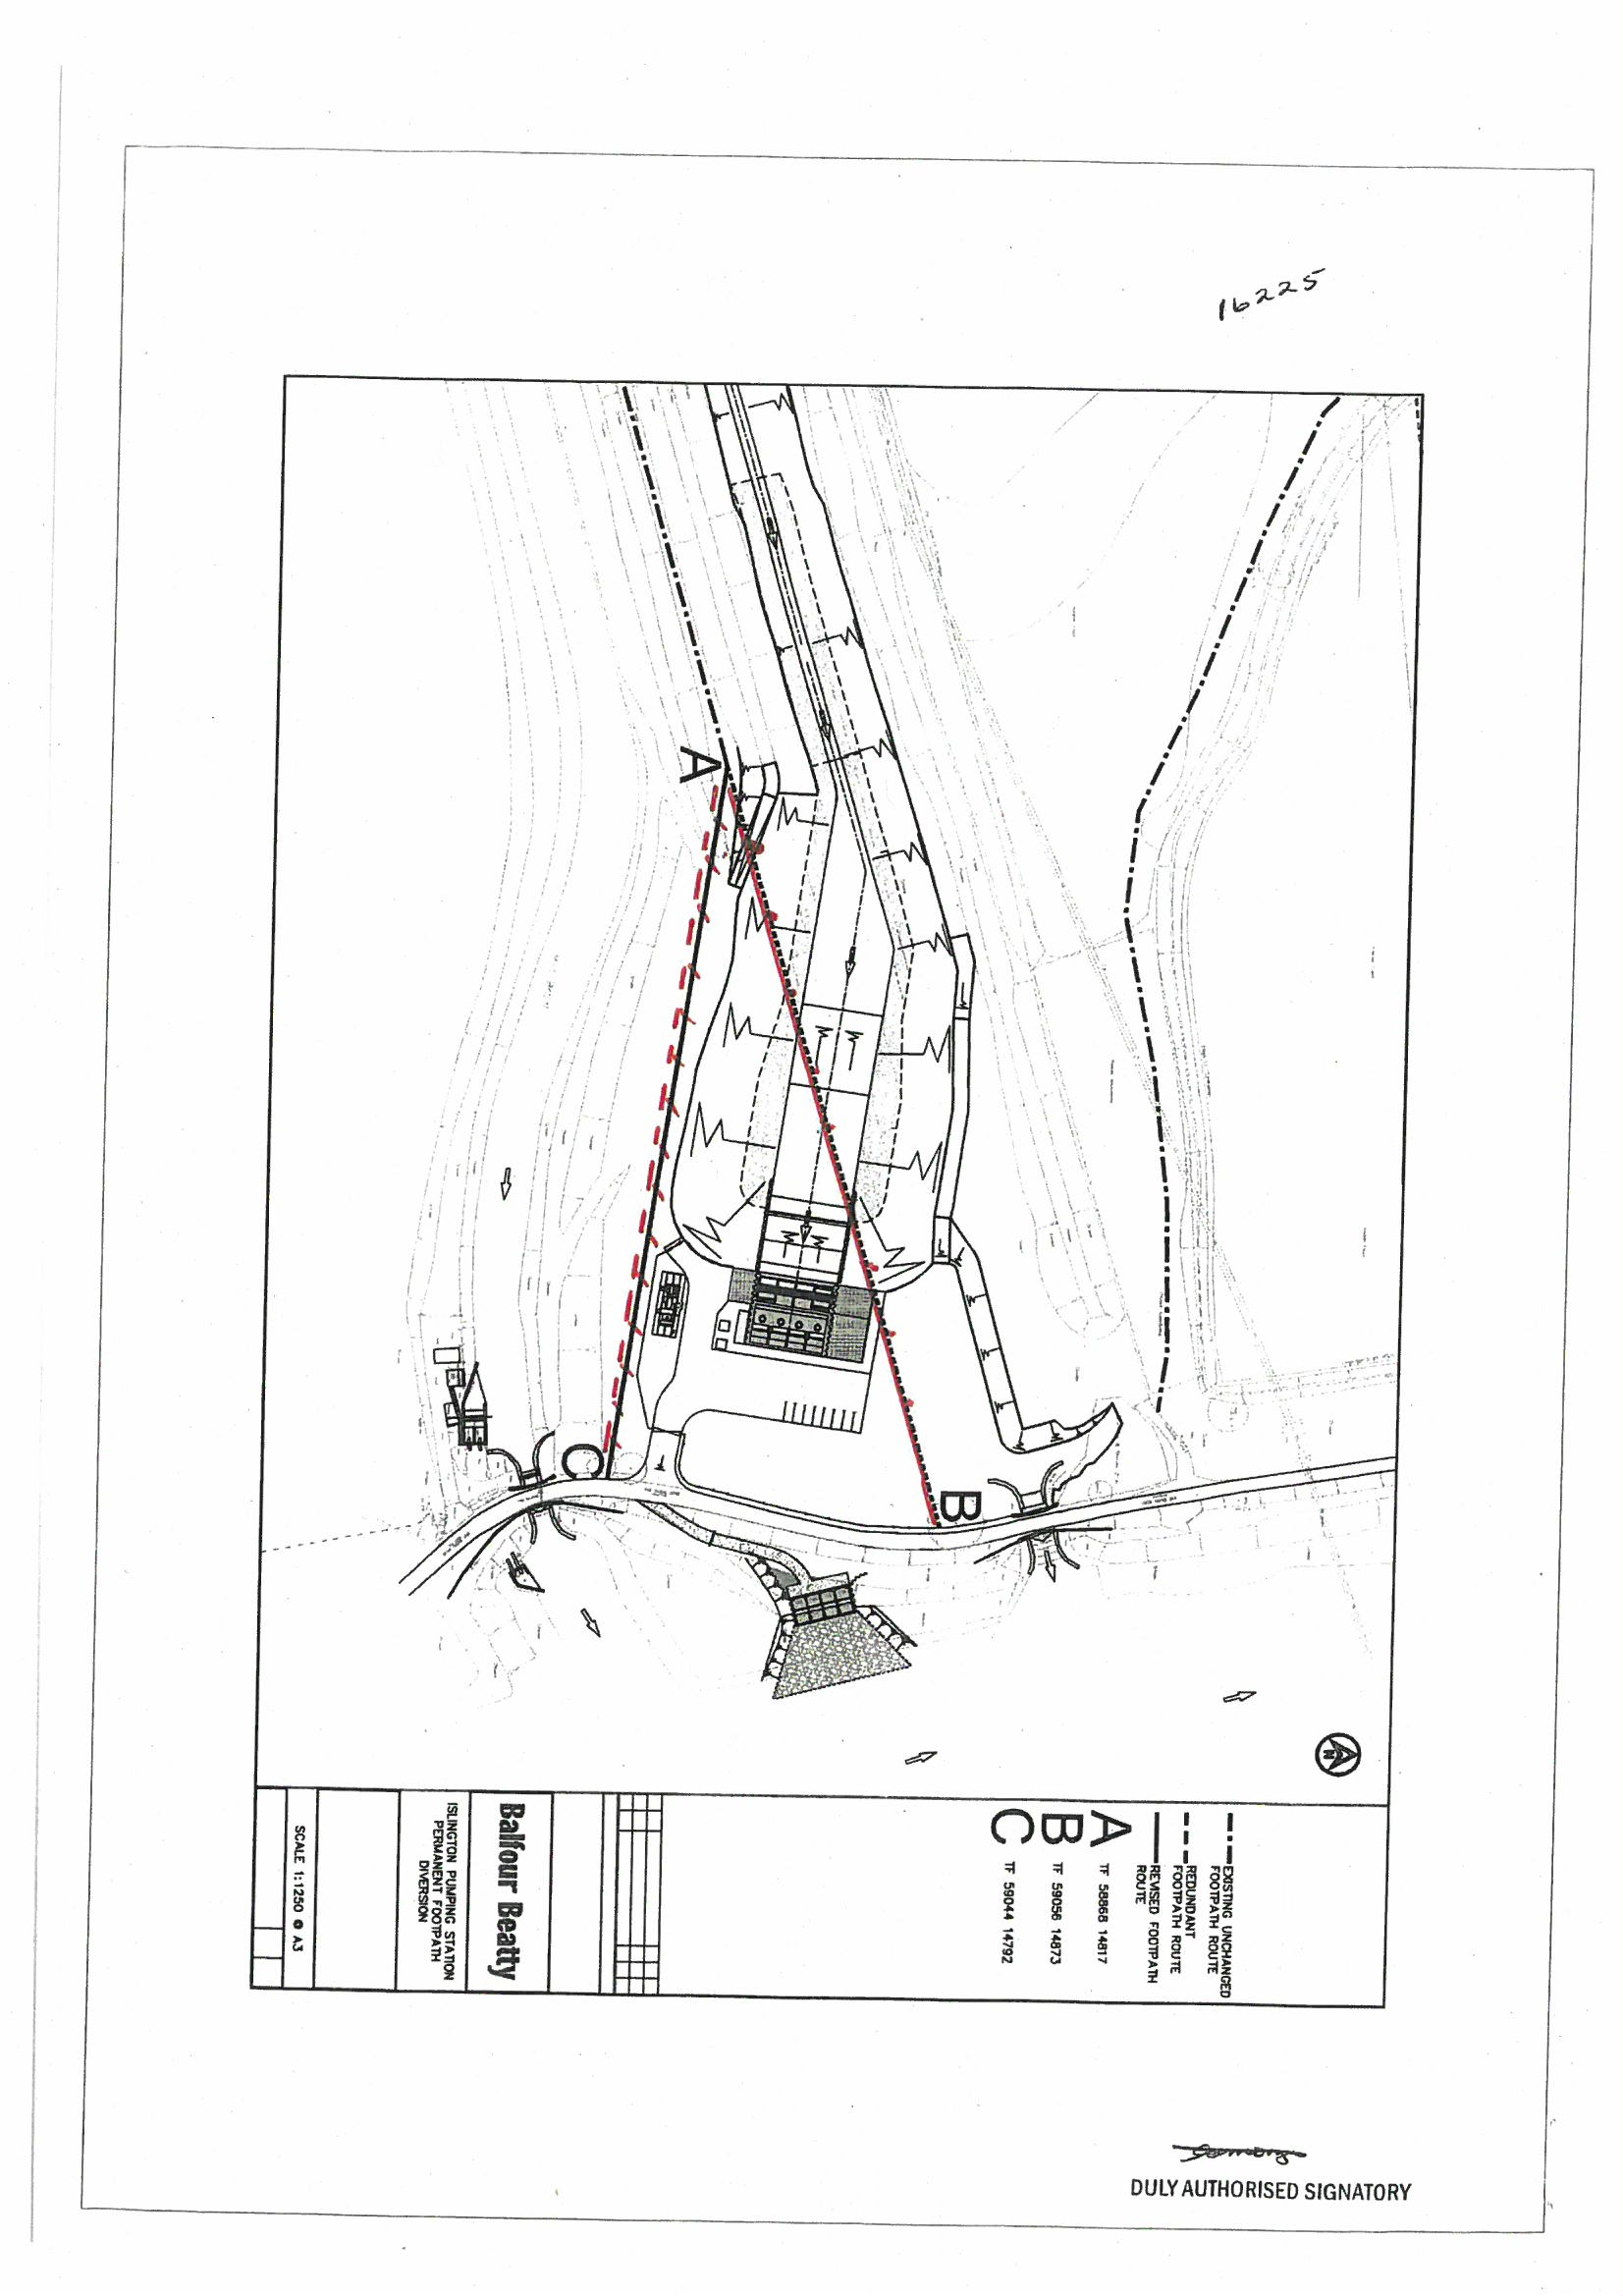 16225
A
B
C
EXISTING UNCHANGED
FOOTPATH ROUTE
REDUNDANT
FOOTPATH ROUTE
REVISED FOOTPATH
ROUTE
A TF 58868 14817
B TF 59056 14873
C TF 59044 14792
Balfour Beatty
ISLINGTON PUMPING STATION
PERMANENT FOOTPATH
DIVERSION
SCALE 1:1250 @ A3
N
DULY AUTHORISED SIGNATORY